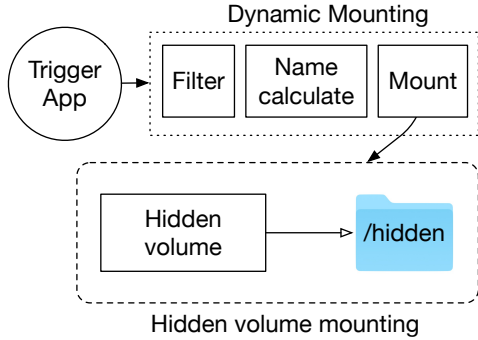 Dynamic Mounting
Trigger
App
Filter
Name
calculate
Mount
Hidden
volume
/hidden
Hidden volume mounting